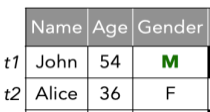 Name Age Gender
t1 John 54 M
t2 Alice 36 F